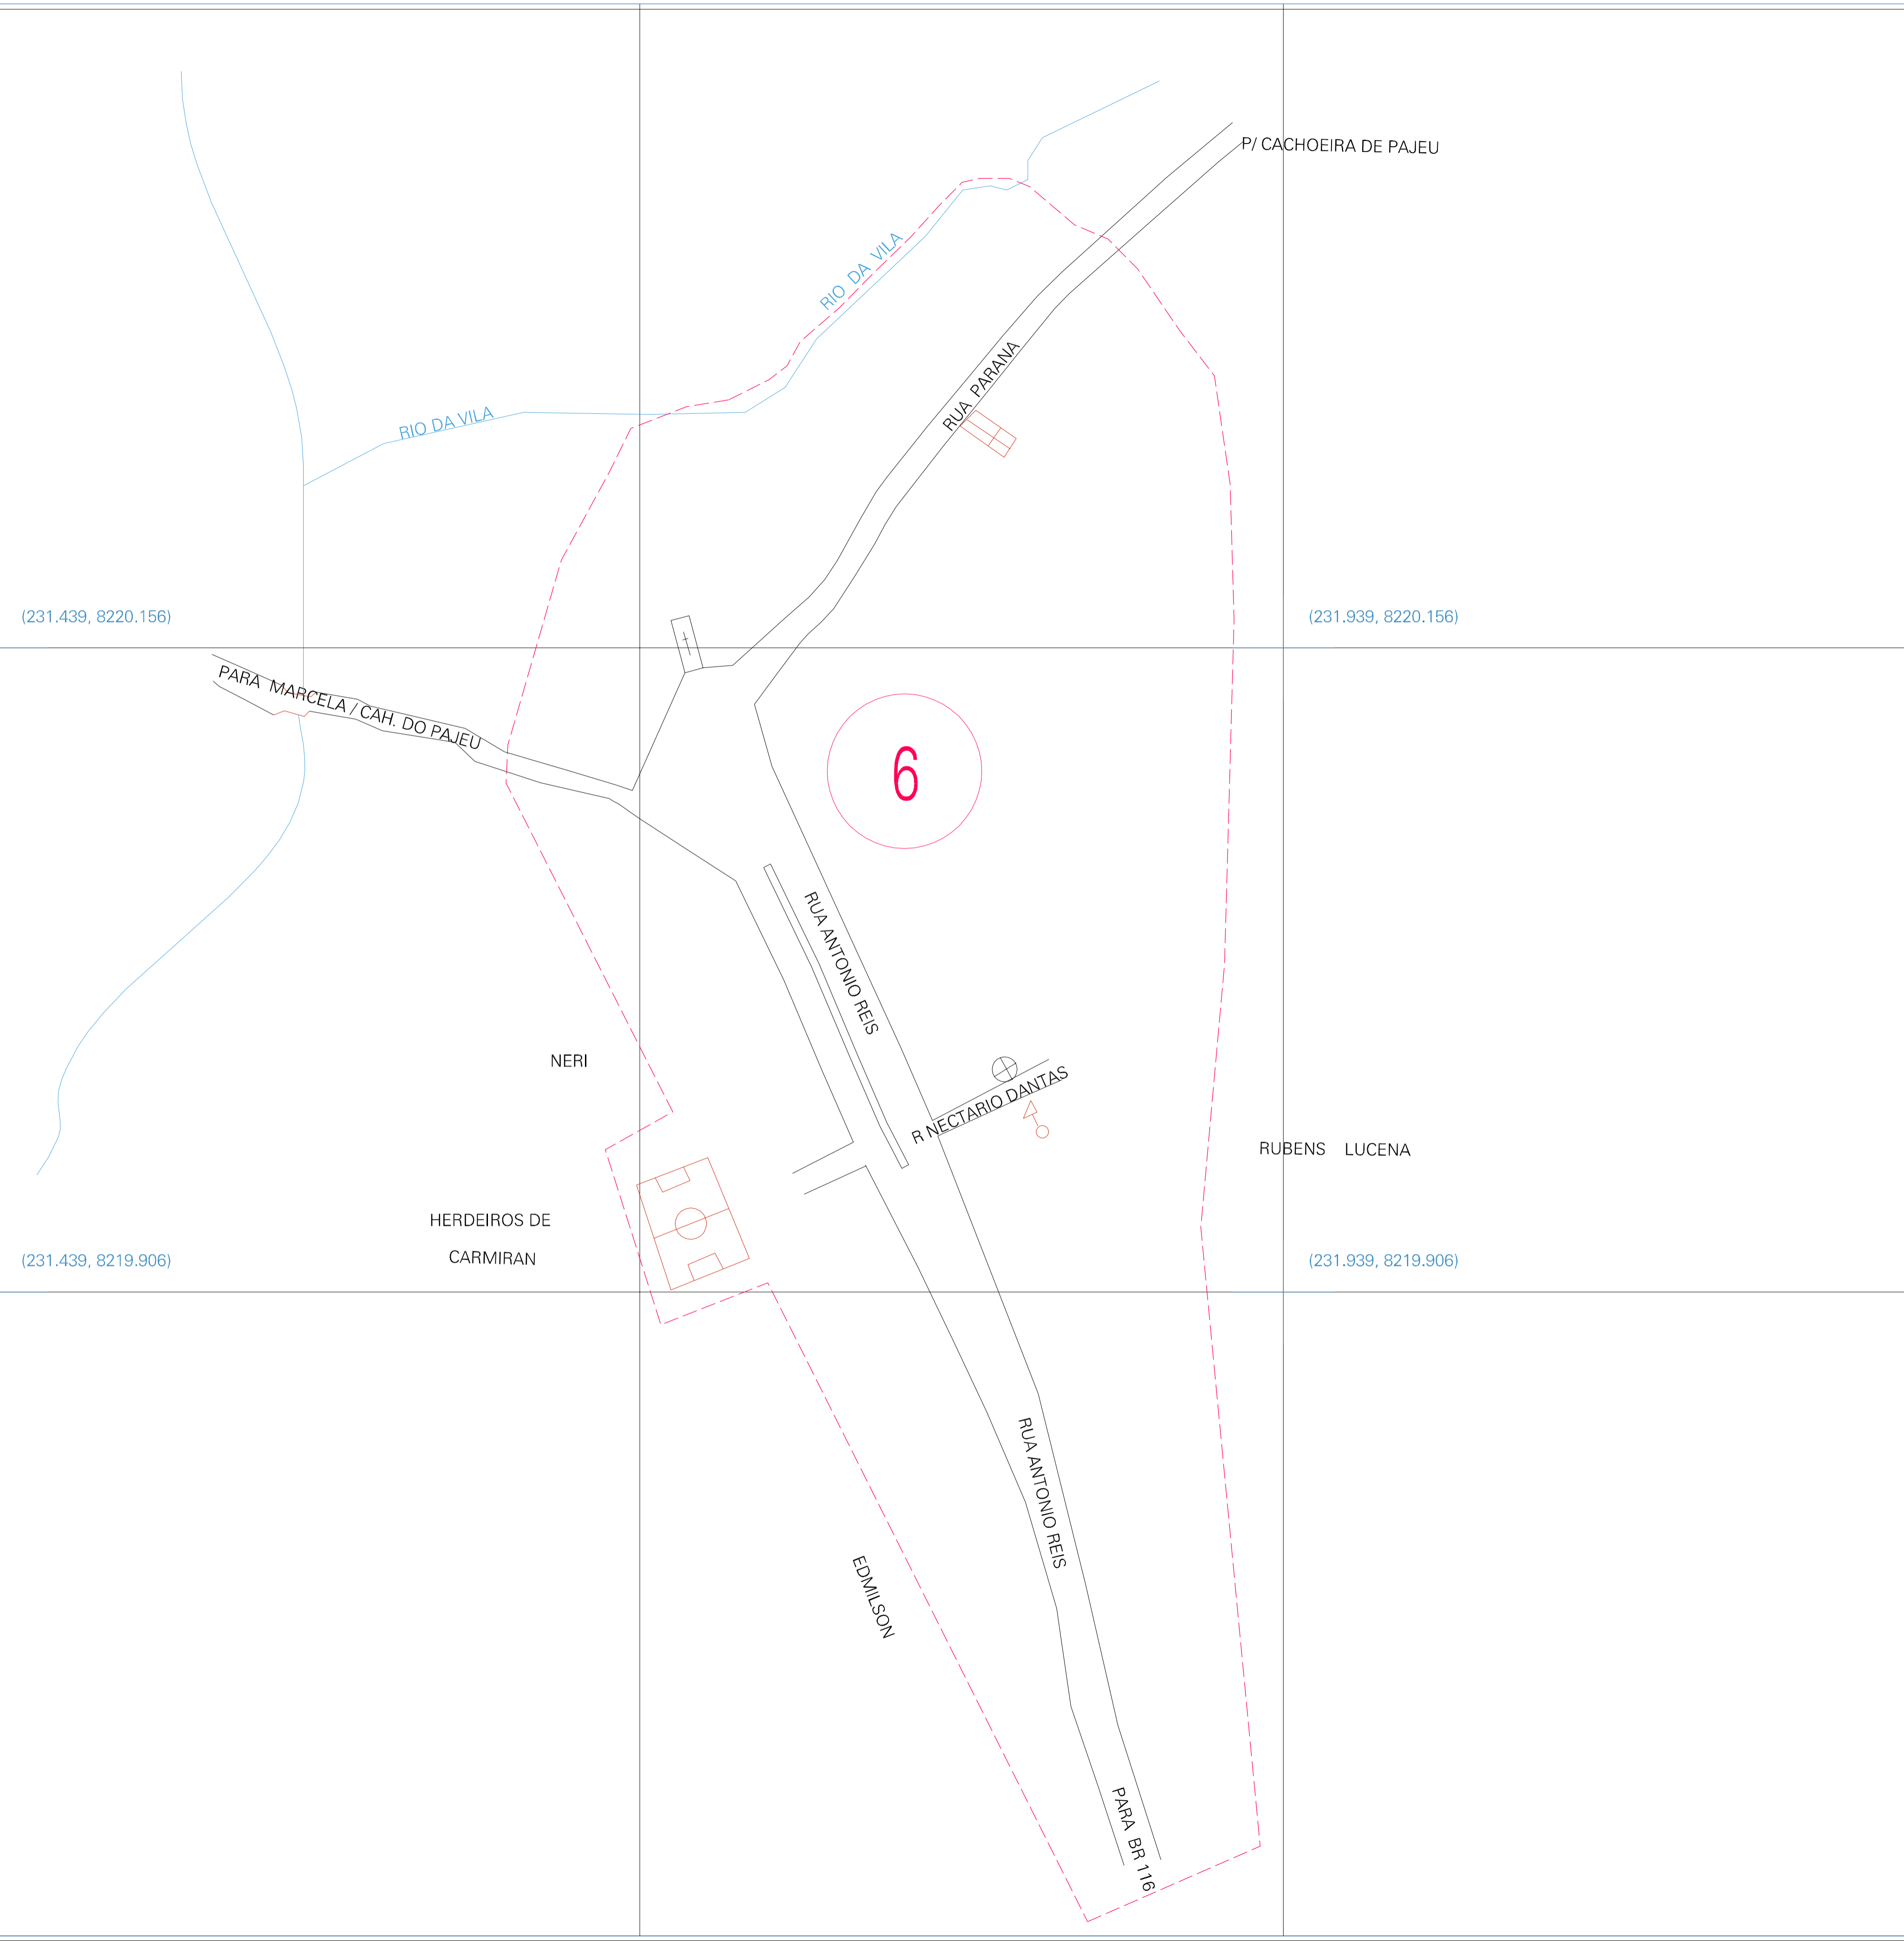 P/ CACHOEIRA DE PAJEU
RIO DA VILA
RUA PARANA
RIO DA VILA
(231.439, 8220.156)
(231.939, 8220.156)
PARA MARCELA / CAH. DO PAJEU
6
RUA ANTONIO REIS
NERI
R NECTARIO DANTAS
RUBENS LUCENA
HERDEIROS DE
CARMIRAN
(231.439, 8219.906)
(231.939, 8219.906)
RUA ANTONIO REIS
EDMILSON
PARA BR 116